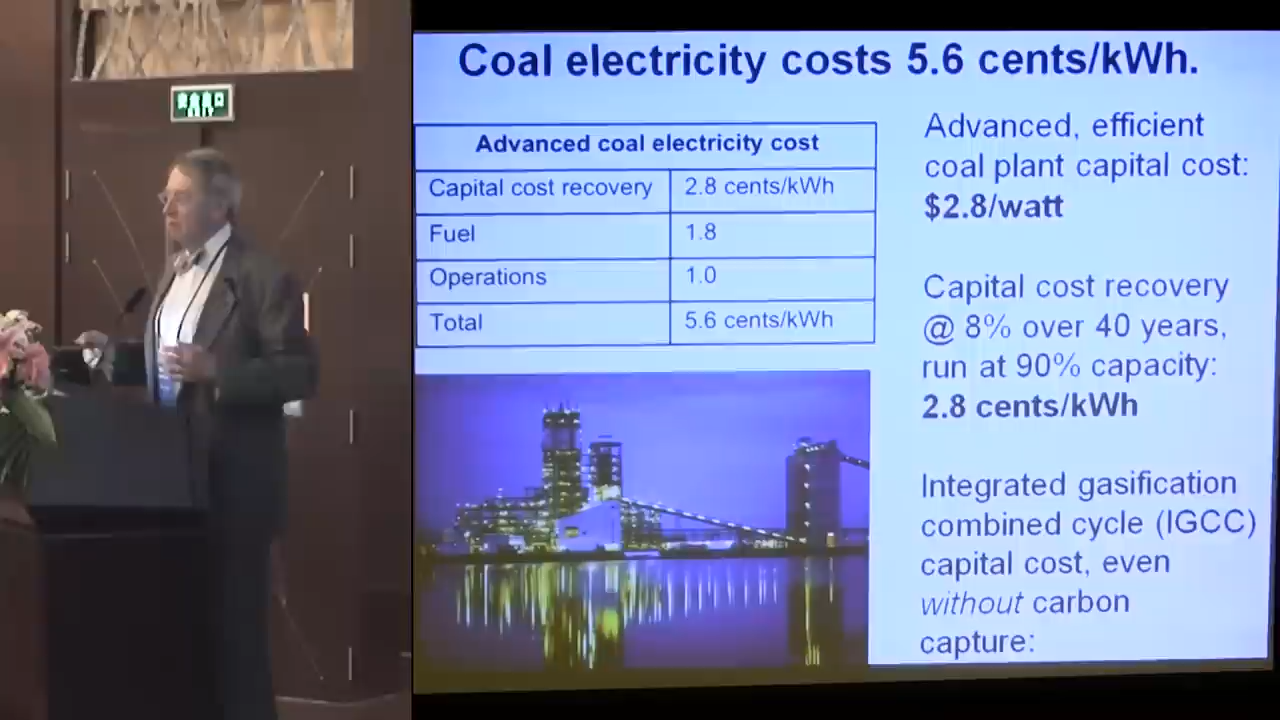 Coal electricity costs 5.6 cents/kWh.
Advanced coal electricity cost
Capital cost recovery 2.8 cents/kWh
Fuel 1.8
Operations 1.0
Total 5.6 cents/kWh
Advanced, efficient
coal plant capital cost:
$2.8/watt
Capital cost recovery
@ 8% over 40 years,
run at 90% capacity:
2.8 cents/kWh
Integrated gasification
combined cycle (IGCC)
capital cost, even
without carbon
capture: